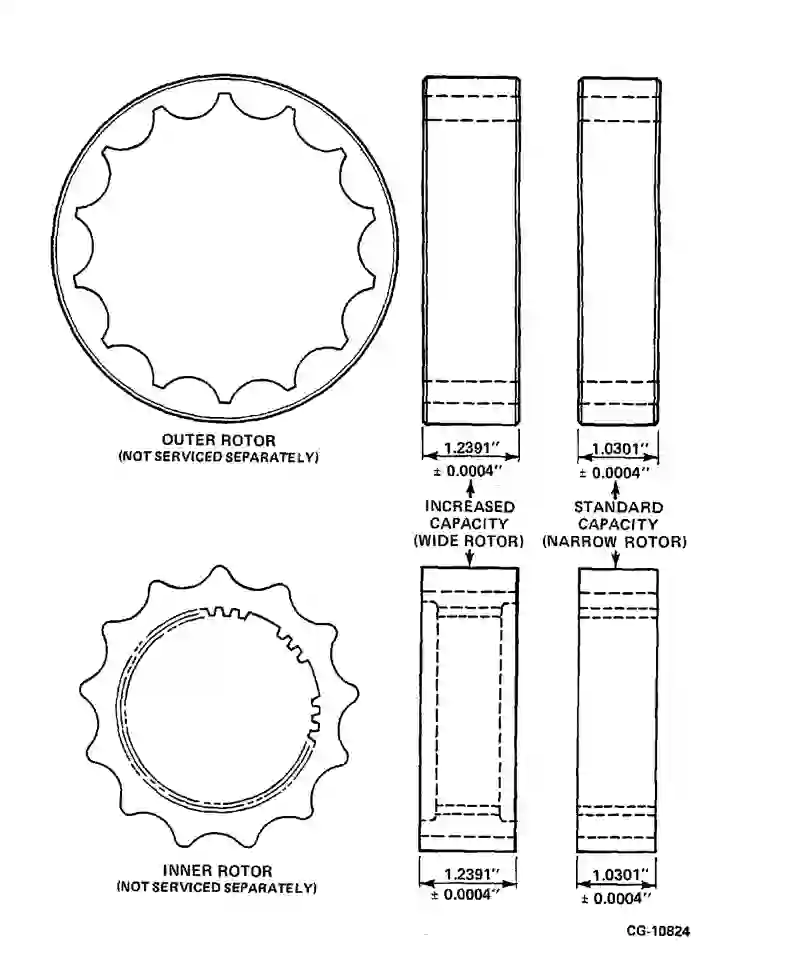 OUTER ROTOR
(NOT SERVICED SEPARATELY)
1.2391″
± 0.0004″
1.0301″
± 0.0004″
INCREASED
CAPACITY
(WIDE ROTOR)
STANDARD
CAPACITY
(NARROW ROTOR)
INNER ROTOR
(NOT SERVICED SEPARATELY)
1.2391″
± 0.0004″
1.0301″
± 0.0004″
CG-10824